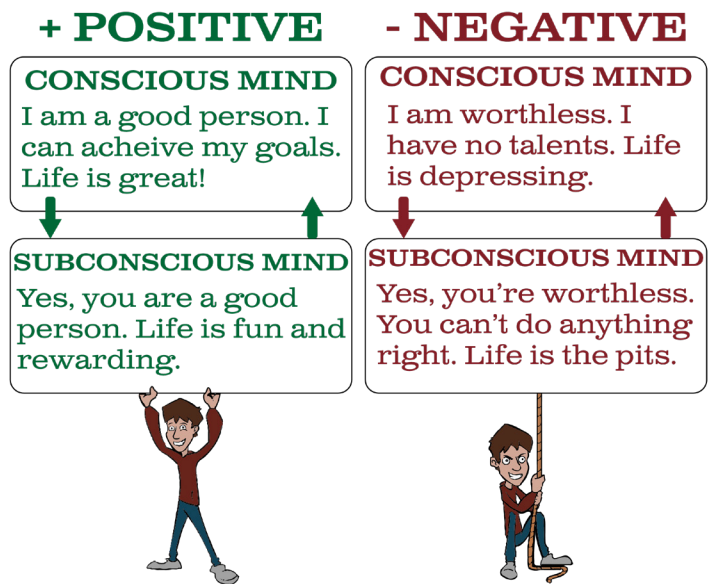 + POSITIVE
CONSCIOUS MIND
I am a good person. I
can acheive my goals.
Life is great!
SUBCONSCIOUS MIND
Yes, you are a good
person. Life is fun and
rewarding.
- NEGATIVE
CONSCIOUS MIND
I am worthless. I
have no talents. Life
is depressing.
SUBCONSCIOUS MIND
Yes, you’re worthless.
You can’t do anything
right. Life is the pits.